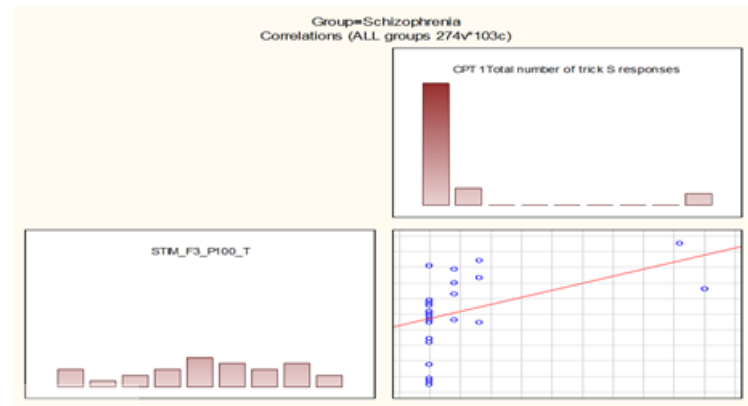 Group=Schizophrenia
Correlations (ALL groups 274v*103c)
CPT 1Total number of trick S responses
STIM_F3_P100_T